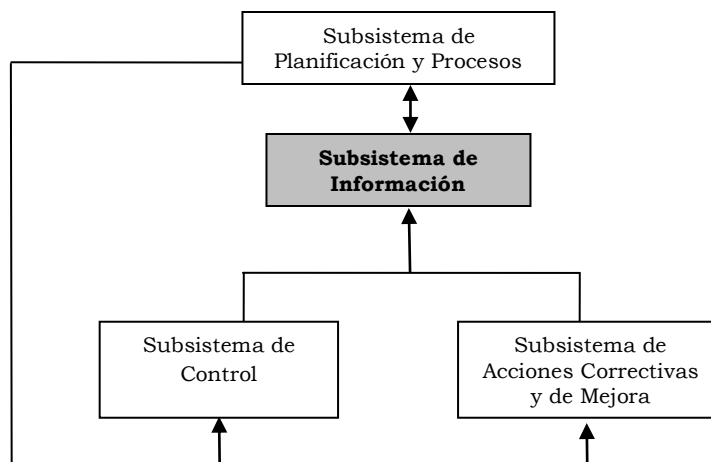 Subsistema de
Planificación y Procesos
Subsistema de
Información
Subsistema de
Control
Subsistema de
Acciones Correctivas
y de Mejora